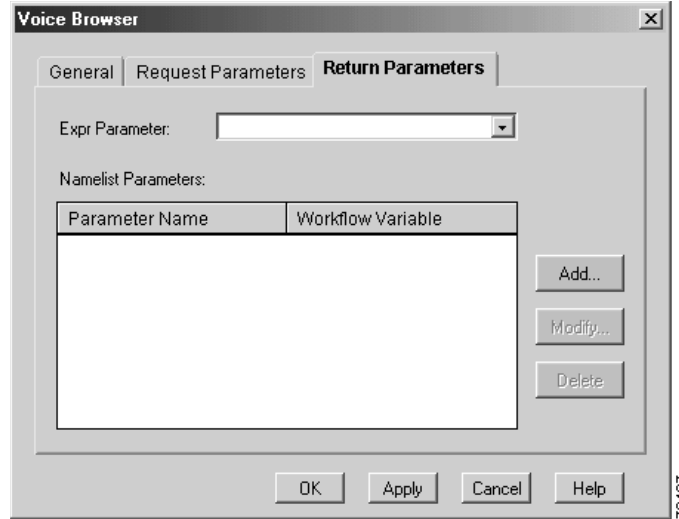 Voice Browser
General
Request Parameters
Return Parameters
Expr Parameter:
Namelist Parameters:
Parameter Name
Workflow Variable
Add...
Modify...
Delete
OK
Apply
Cancel
Help